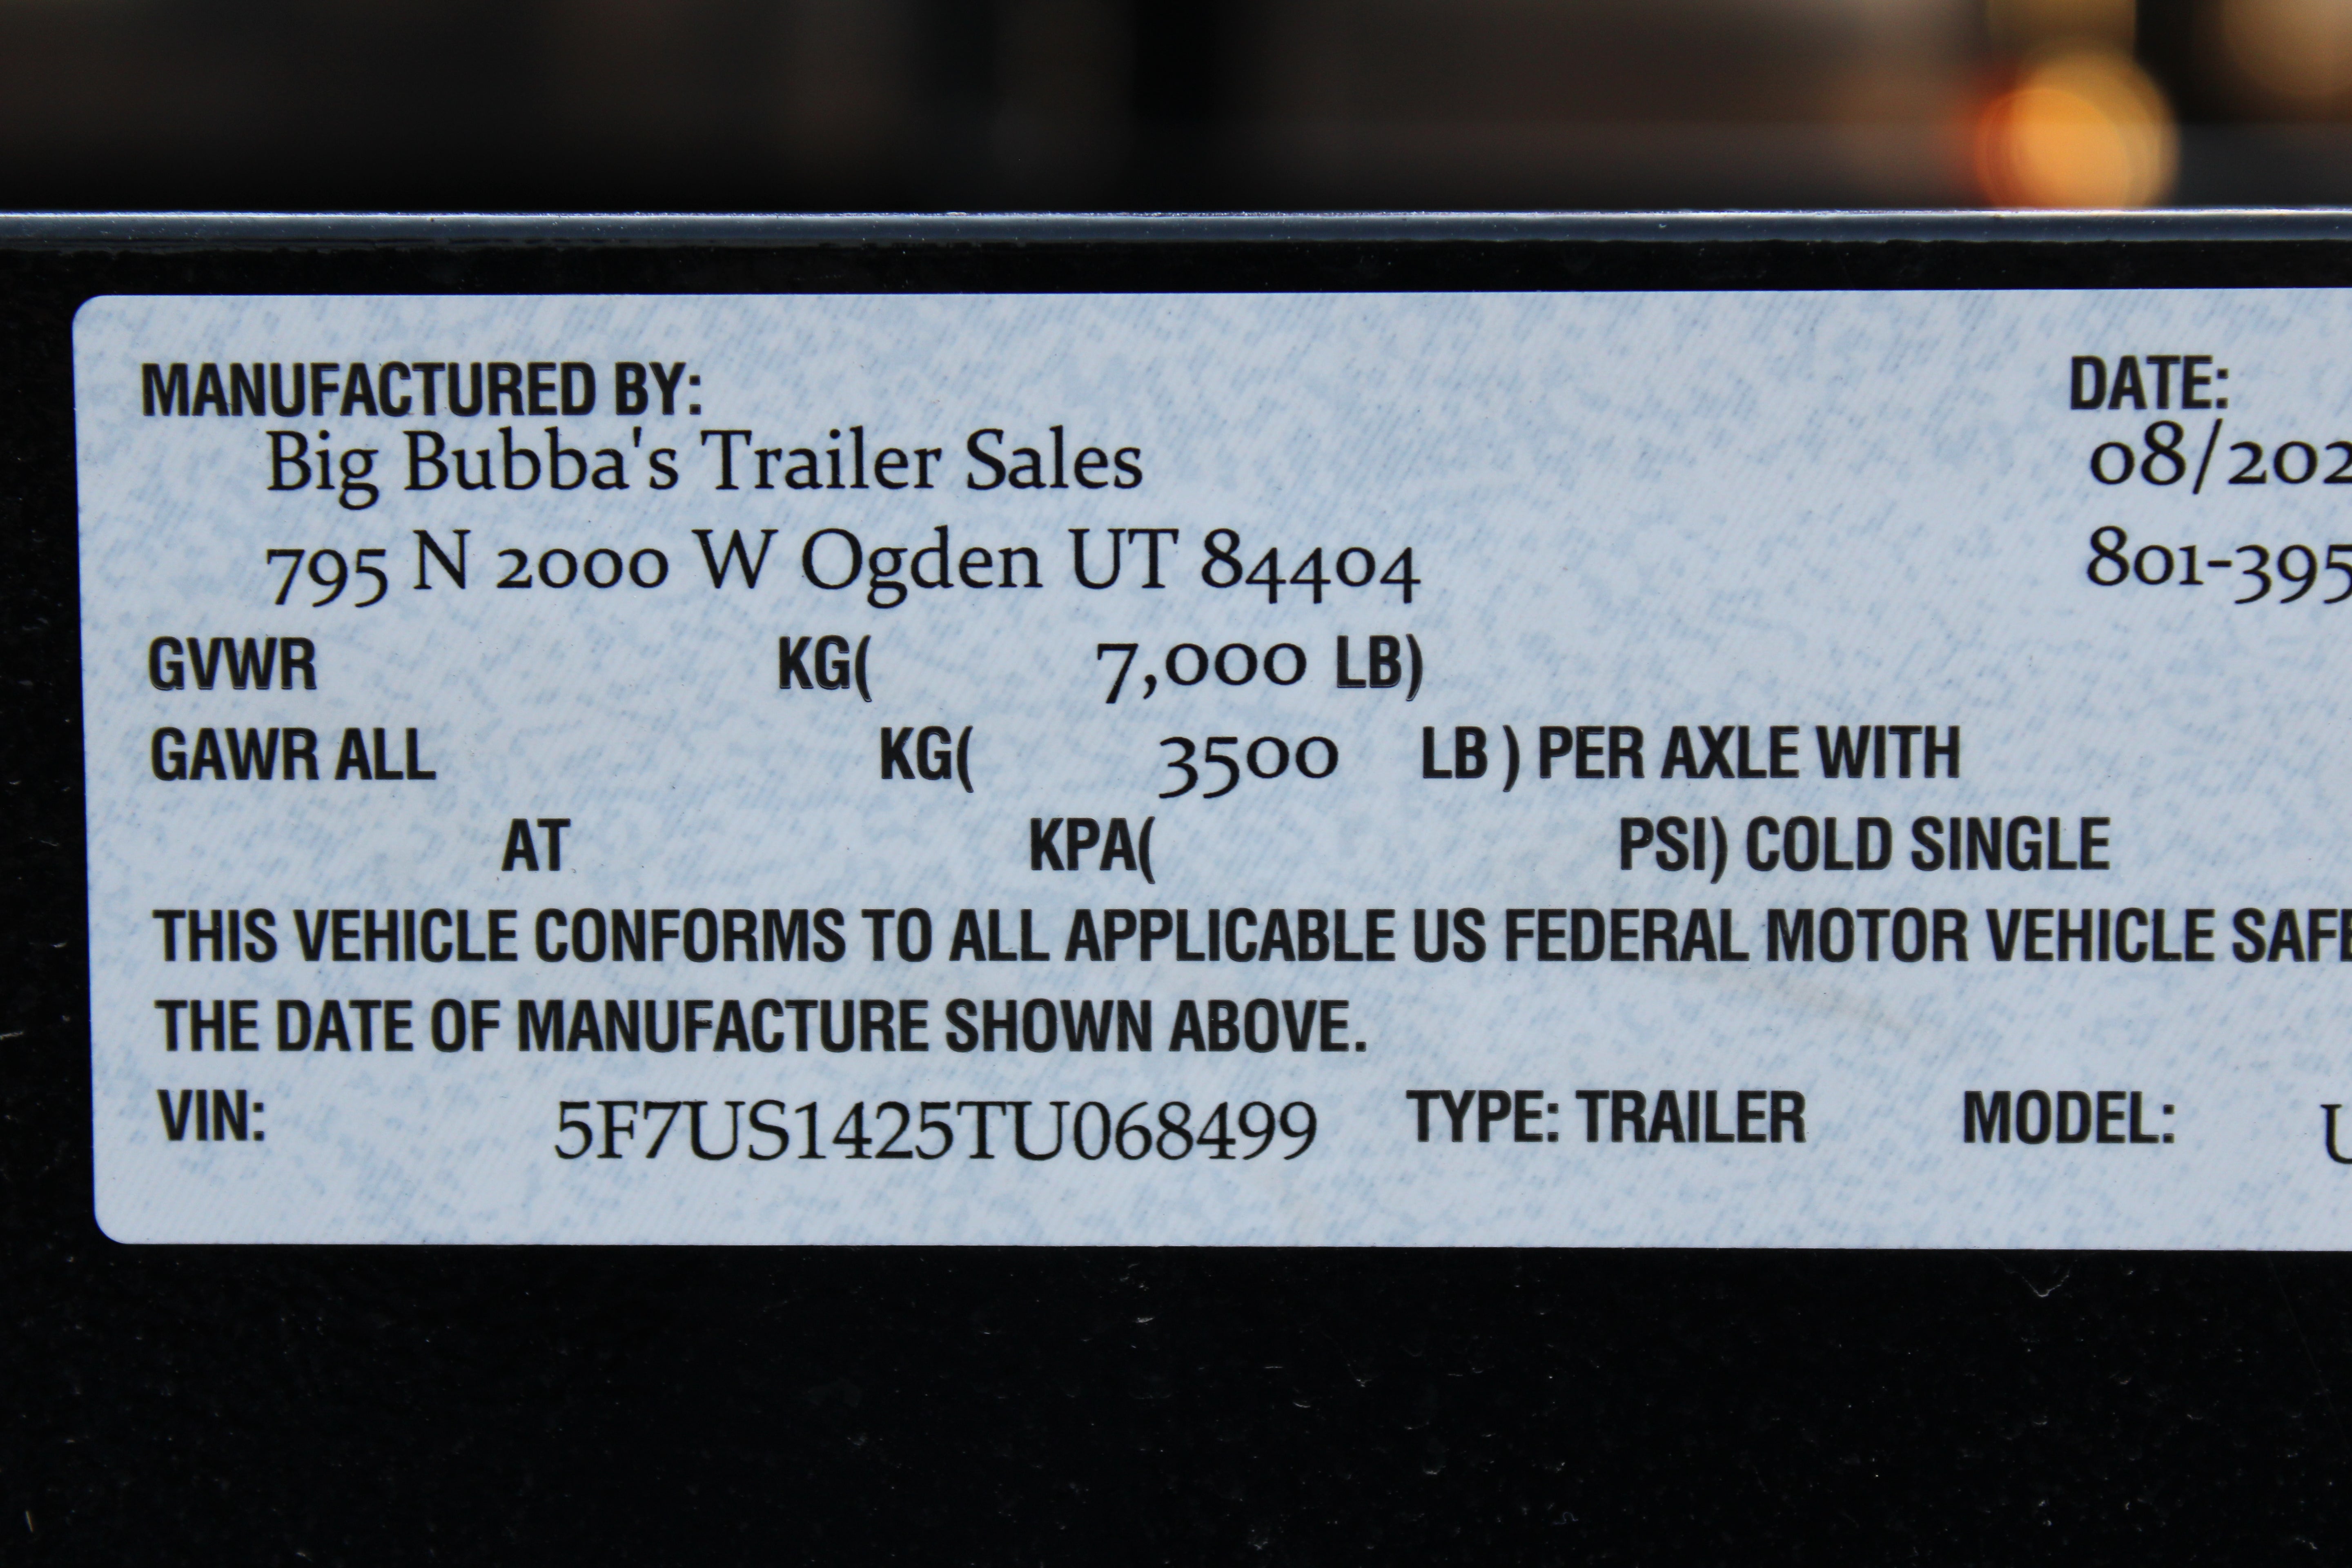 MANUFACTURED BY: DATE:
Big Bubba's Trailer Sales 08/202
795 N 2000 W Ogden UT 84404 801-395
GVWR KG( 7,000 LB)
GAWR ALL KG( 3500 LB ) PER AXLE WITH
AT KPA( PSI) COLD SINGLE
THIS VEHICLE CONFORMS TO ALL APPLICABLE US FEDERAL MOTOR VEHICLE
THE DATE OF MANUFACTURE SHOWN ABOVE.
VIN: 5F7US1425TU068499 TYPE: TRAILER MODEL: